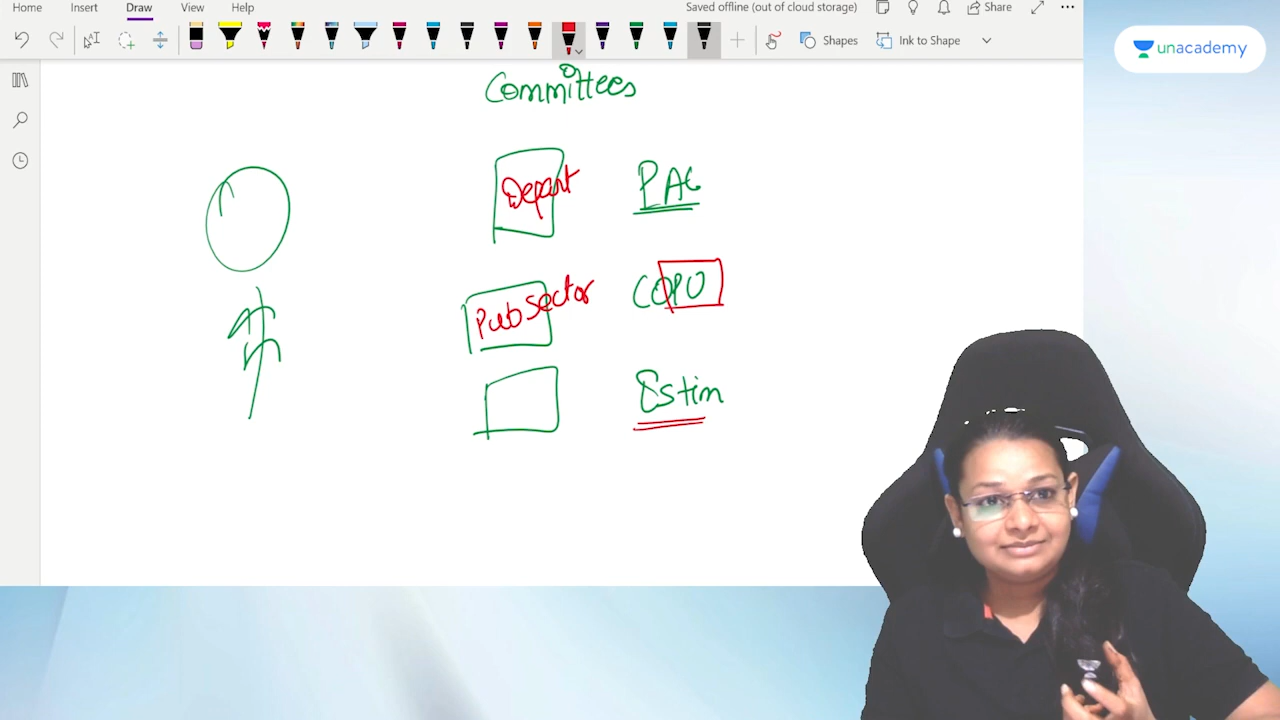 Home Insert Draw View Help Saved offline (out of cloud storage) Share
Shapes Ink to Shape
unacademy
Committees
Depart PAC
Pub Sector COPU
Estim